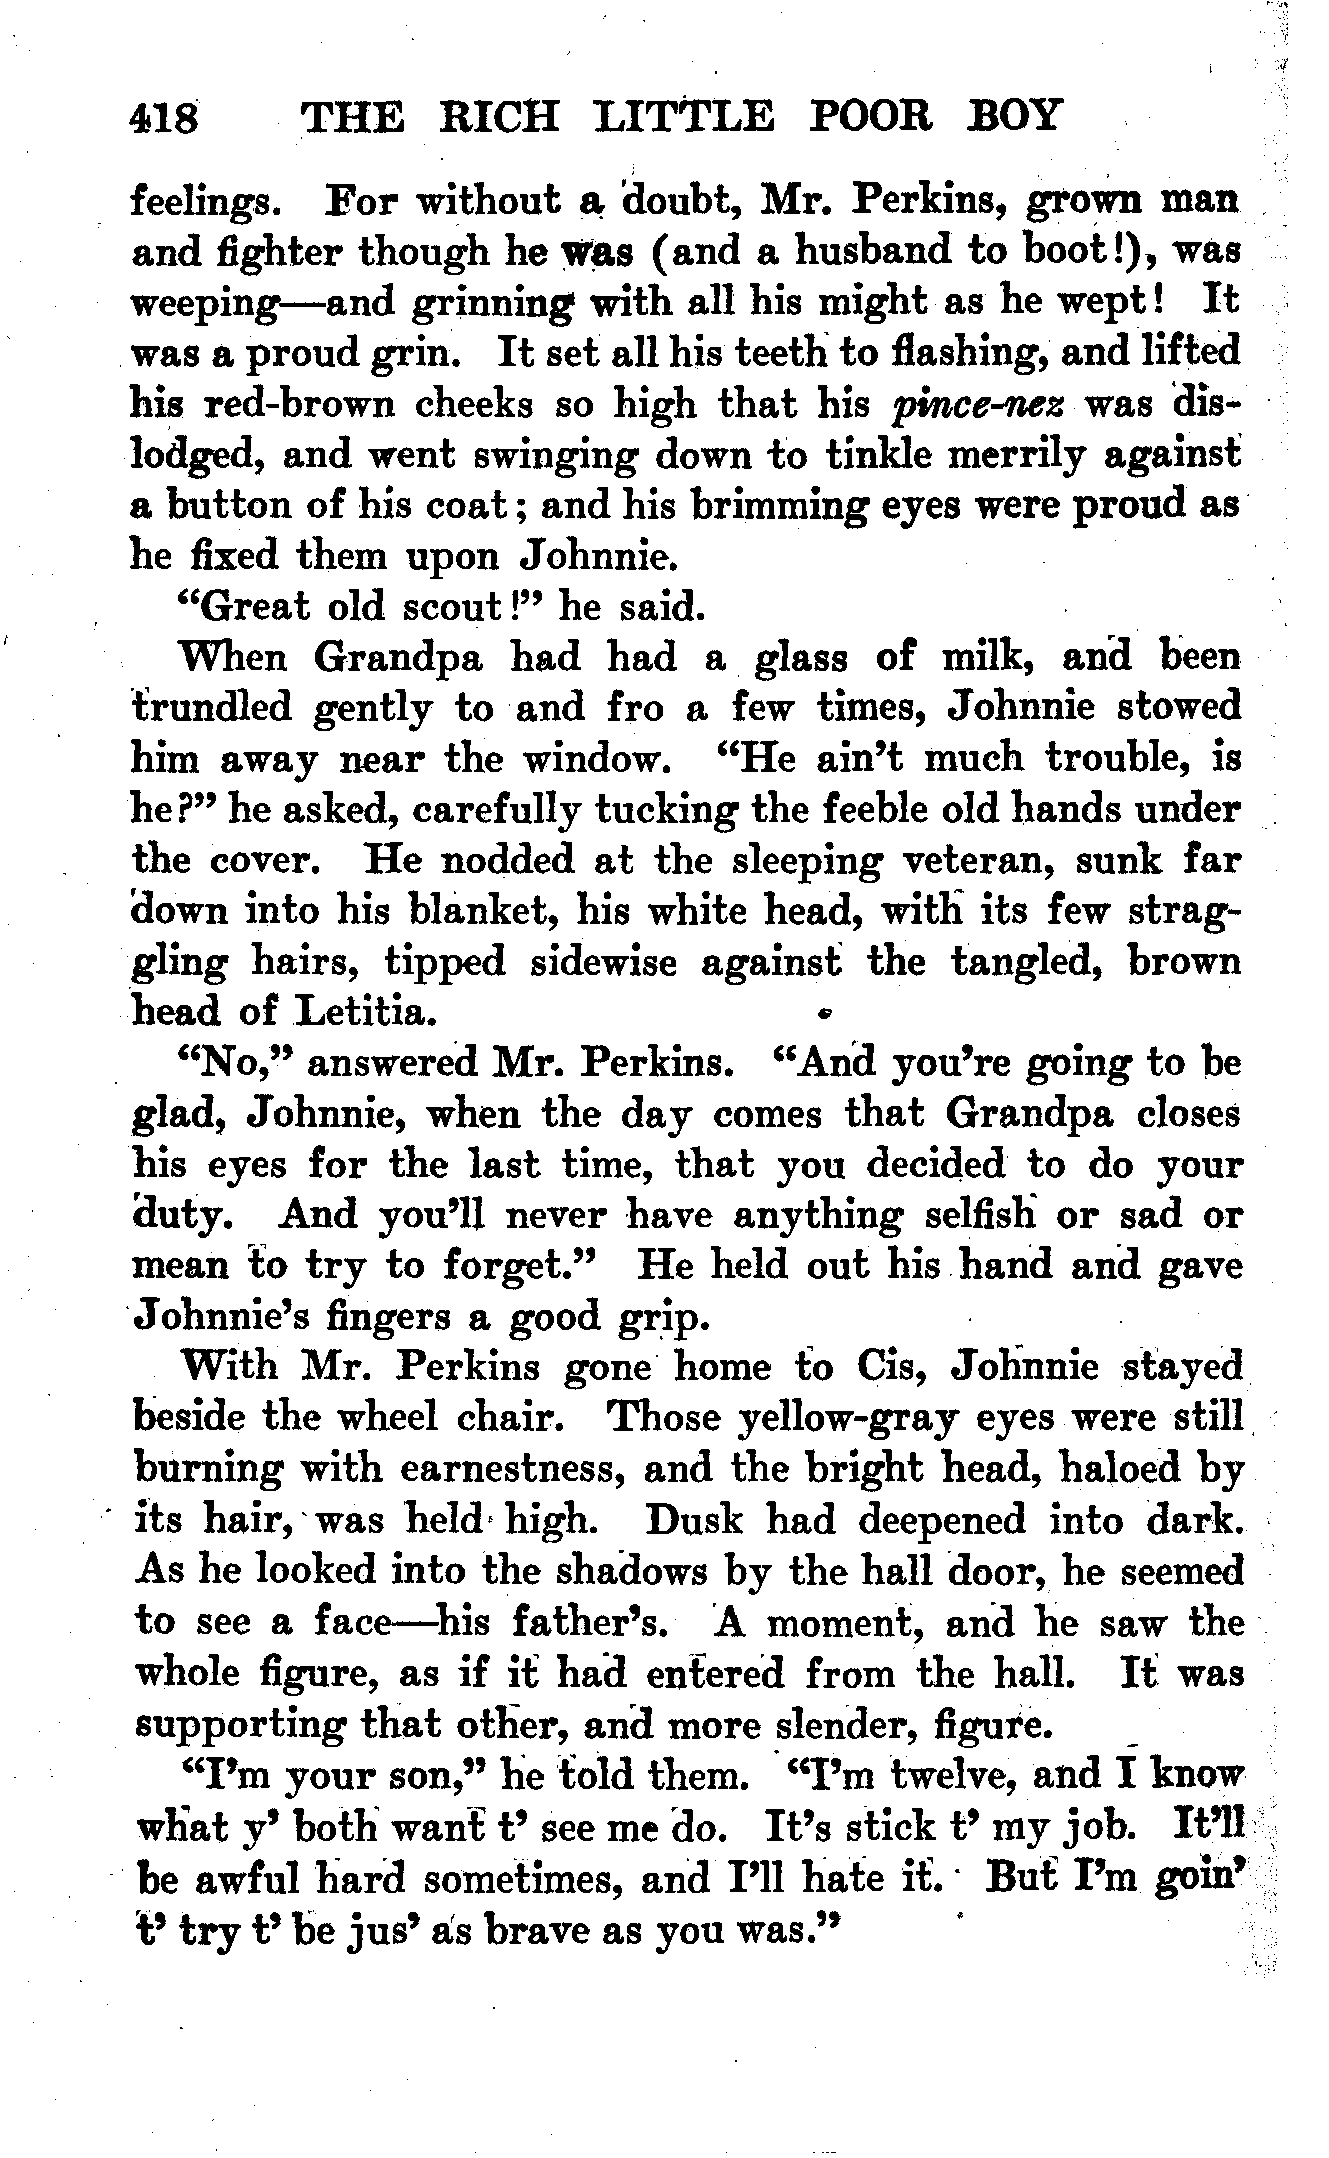 418 THE RICH LITTLE POOR BOY
feelings. For without a doubt, Mr. Perkins, grown man
and fighter though he was (and a husband to boot!), was
weeping—and grinning with all his might as he wept! It
was a proud grin. It set all his teeth to flashing, and lifted
his red-brown cheeks so high that his pince-nez was dis-
lodged, and went swinging down to tinkle merrily against
a button of his coat; and his brimming eyes were proud as
he fixed them upon Johnnie.
"Great old scout!" he said.
When Grandpa had had a glass of milk, and been
trundled gently to and fro a few times, Johnnie stowed
him away near the window. "He ain't much trouble, is
he?" he asked, carefully tucking the feeble old hands under
the cover. He nodded at the sleeping veteran, sunk far
down into his blanket, his white head, with its few strag-
gling hairs, tipped sidewise against the tangled, brown
head of Letitia.
"No," answered Mr. Perkins. "And you're going to be
glad, Johnnie, when the day comes that Grandpa closes
his eyes for the last time, that you decided to do your
duty. And you'll never have anything selfish or sad or
mean to try to forget." He held out his hand and gave
Johnnie's fingers a good grip.
With Mr. Perkins gone home to Cis, Johnnie stayed
beside the wheel chair. Those yellow-gray eyes were still
burning with earnestness, and the bright head, haloed by
its hair, was held high. Dusk had deepened into dark.
As he looked into the shadows by the hall door, he seemed
to see a face—his father's. A moment, and he saw the
whole figure, as if it had entered from the hall. It was
supporting that other, and more slender, figure.
"I'm your son," he told them. "I'm twelve, and I know
what y' both want t' see me do. It's stick t' my job. It'll
be awful hard sometimes, and I'll hate it. But I'm goin'
t' try t' be jus' as brave as you was."